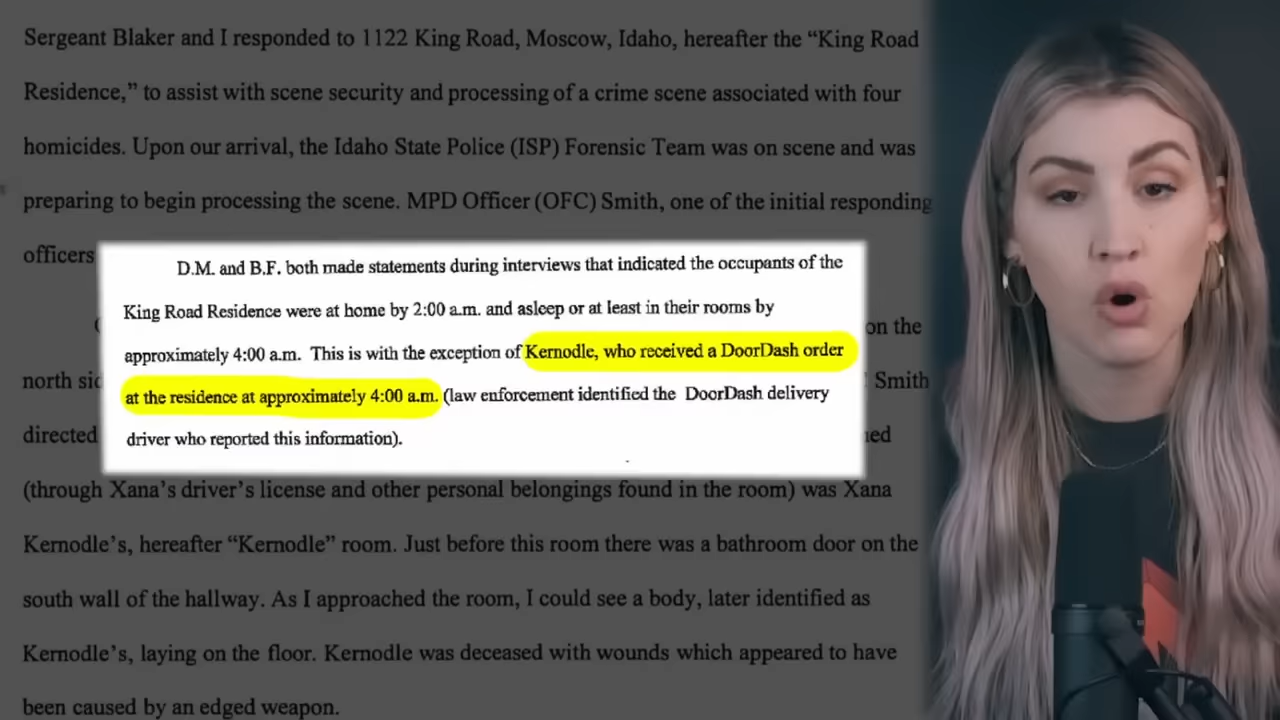 Sergeant Blaker and I responded to 1122 King Road, Moscow, Idaho, hereafter the “King Road
Residence,” to assist with scene security and processing of a crime scene associated with four
homicides. Upon our arrival, the Idaho State Police (ISP) Forensic Team was on scene and was
preparing to begin processing the scene. MPD Officer (OFC) Smith, one of the initial responding
officers
D.M. and B.F. both made statements during interviews that indicated the occupants of the
King Road Residence were at home by 2:00 a.m. and asleep or at least in their rooms by
approximately 4:00 a.m. This is with the exception of Kernodle, who received a DoorDash order
at the residence at approximately 4:00 a.m. (law enforcement identified the DoorDash delivery
driver who reported this information).
on the
north Smith
directed
(through Xana’s driver’s license and other personal belongings found in the room) was Xana
Kernodle’s, hereafter “Kernodle” room. Just before this room there was a bathroom door on the
south wall of the hallway. As I approached the room, I could see a body, later identified as
Kernodle’s, laying on the floor. Kernodle was deceased with wounds which appeared to have
been caused by an edged weapon.